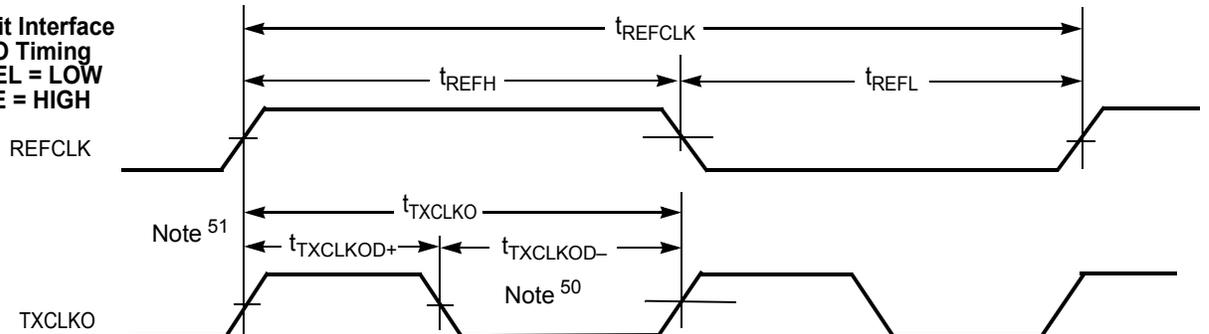 it Interface
O Timing
EL = LOW
E = HIGH
tREFCLK
tREFH
tREFL
REFCLK
tTXCLKO
Note 51
tTXCLKOD+
tTXCLKOD–
Note 50
TXCLKO